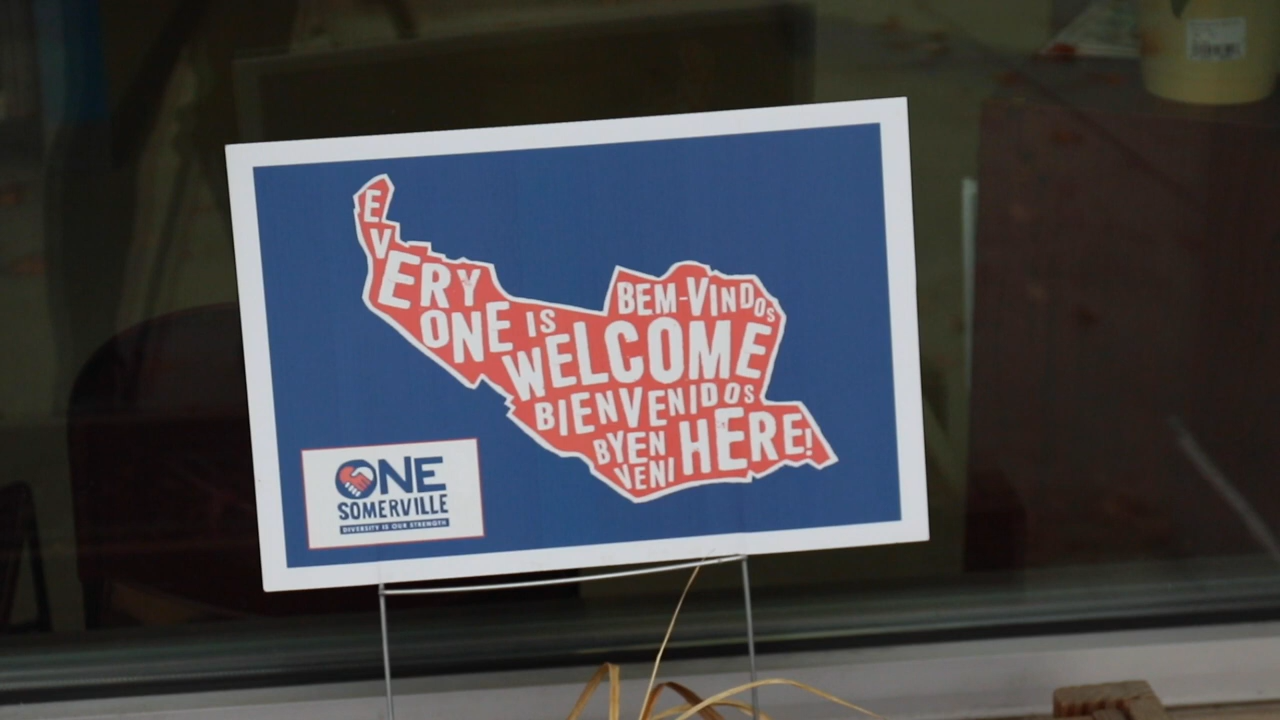 EVERY
ONE IS
BEM-VINDOS
WELCOME
BIENVENIDOS
BYEN
VENI
HERE!
ONE
SOMERVILLE
DIVERSITY IS OUR STRENGTH